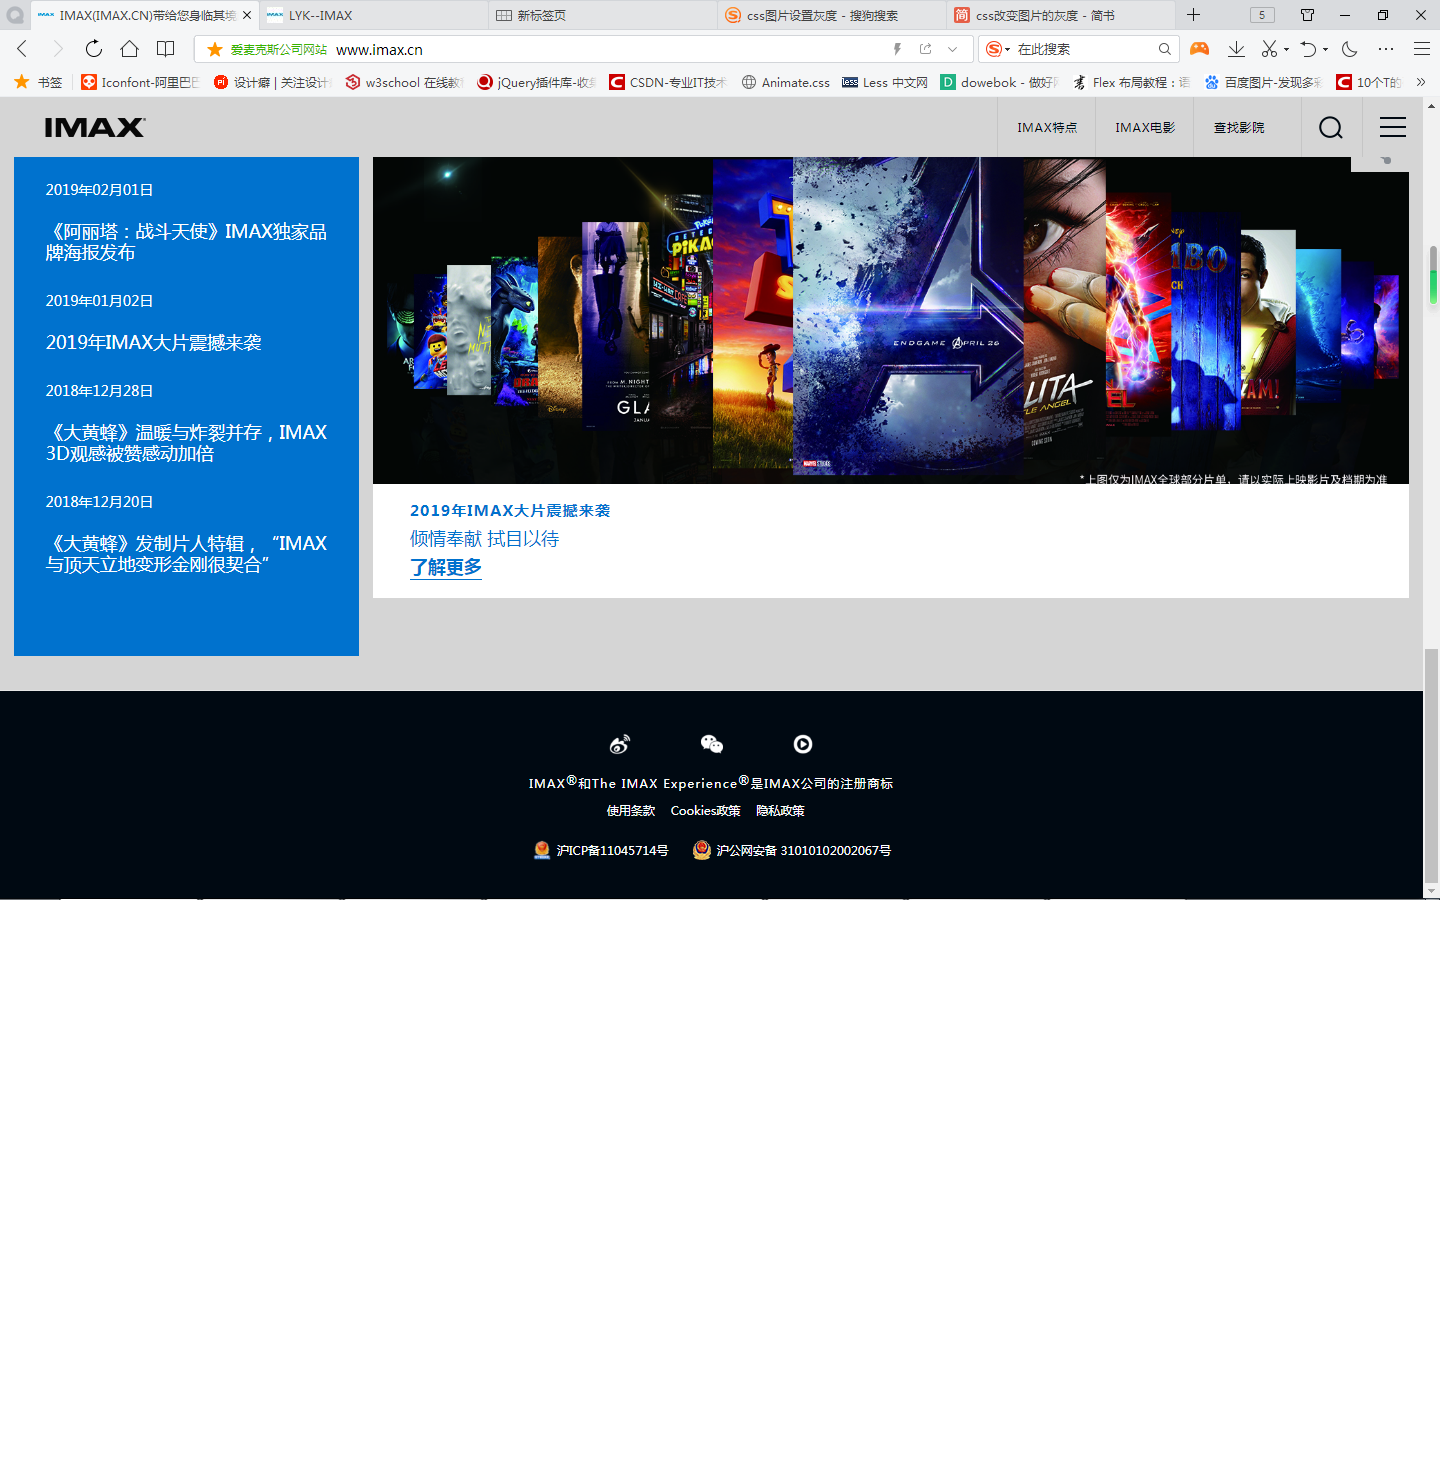 IMAX(IMAX.CN)带给您身临其境
LYK--IMAX
新标签页
css图片设置灰度 - 搜狗搜索
css改变图片的灰度 - 简书
5
爱麦克斯公司网站 www.imax.cn
在此搜索
书签
Iconfont-阿里巴巴
设计癖 | 关注设计
w3school 在线教
jQuery插件库-收集
CSDN-专业IT技术
Animate.css
Less 中文网
dowebok - 做好网
Flex 布局教程：语
百度图片-发现多彩
10个T的
IMAX
IMAX特点
IMAX电影
查找影院
2019年02月01日
《阿丽塔：战斗天使》IMAX独家品
牌海报发布
2019年01月02日
2019年IMAX大片震撼来袭
2018年12月28日
《大黄蜂》温暖与炸裂并存，IMAX
3D观感被赞感动加倍
2018年12月20日
《大黄蜂》发制片人特辑，“IMAX
与顶天立地变形金刚很契合”
PIKA
GLA
ENDGAME APRIL 26
MARVEL STUDIOS
LITA
LE ANGEL
EL
MBO
AM!
*上图仅为IMAX全球部分片单，请以实际上映影片及档期为准
2019年IMAX大片震撼来袭
倾情奉献 拭目以待
了解更多
IMAX®和The IMAX Experience®是IMAX公司的注册商标
使用条款 Cookies政策 隐私政策
沪ICP备11045714号
沪公网安备 31010102002067号